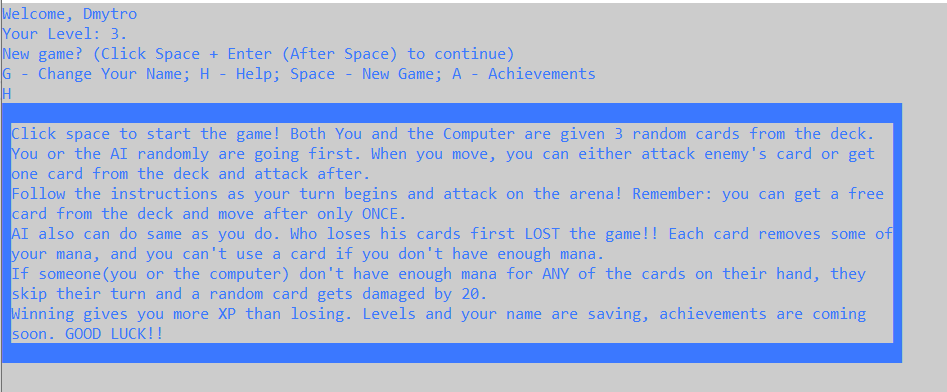 Welcome, Dmytro
Your Level: 3.
New game? (Click Space + Enter (After Space) to continue)
G - Change Your Name; H - Help; Space - New Game; A - Achievements
H
Click space to start the game! Both You and the Computer are given 3 random cards from the deck.
You or the AI randomly are going first. When you move, you can either attack enemy's card or get
one card from the deck and attack after.
Follow the instructions as your turn begins and attack on the arena! Remember: you can get a free
card from the deck and move after only ONCE.
AI also can do same as you do. Who loses his cards first LOST the game!! Each card removes some of
your mana, and you can't use a card if you don't have enough mana.
If someone(you or the computer) don't have enough mana for ANY of the cards on their hand, they
skip their turn and a random card gets damaged by 20.
Winning gives you more XP than losing. Levels and your name are saving, achievements are coming
soon. GOOD LUCK!!